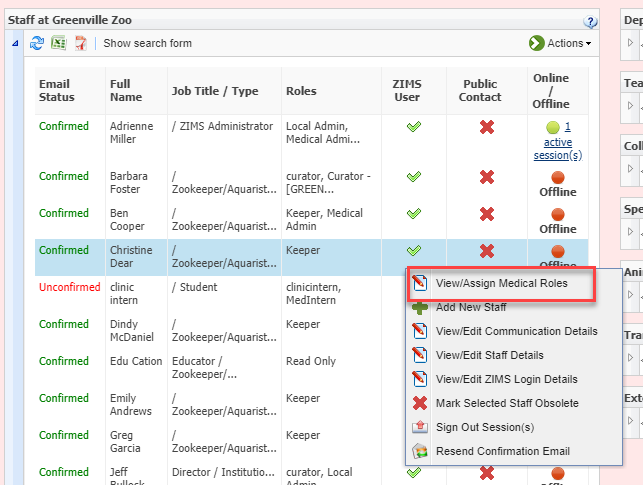 Staff at Greenville Zoo
Show search form
Actions
Email Status
Full Name
Job Title / Type
Roles
ZIMS User
Public Contact
Online / Offline
Confirmed
Adrienne Miller
/ ZIMS Administrator
Local Admin, Medical Admi...
1 active session(s)
Confirmed
Barbara Foster
/ Zookeeper/Aquarist...
curator, Curator - [GREEN...
Offline
Confirmed
Ben Cooper
/ Zookeeper/Aquarist...
Keeper, Medical Admin
Offline
Confirmed
Christine Dear
/ Zookeeper/Aquarist...
Keeper
Offline
Unconfirmed
clinic intern
/ Student
clinicintern, MedIntern
Confirmed
Dindy McDaniel
/ Zookeeper/Aquarist...
Keeper
Confirmed
Edu Cation
Educator / Zookeeper/...
Read Only
Confirmed
Emily Andrews
/ Zookeeper/Aquarist...
Keeper
Confirmed
Greg Garcia
/ Zookeeper/Aquarist...
Keeper
Confirmed
Jeff Bullock
Director / Institutio...
curator, Local Admin
View/Assign Medical Roles
Add New Staff
View/Edit Communication Details
View/Edit Staff Details
View/Edit ZIMS Login Details
Mark Selected Staff Obsolete
Sign Out Session(s)
Resend Confirmation Email
Dep
Tea
Coll
Spe
Ani
Tra
Exte